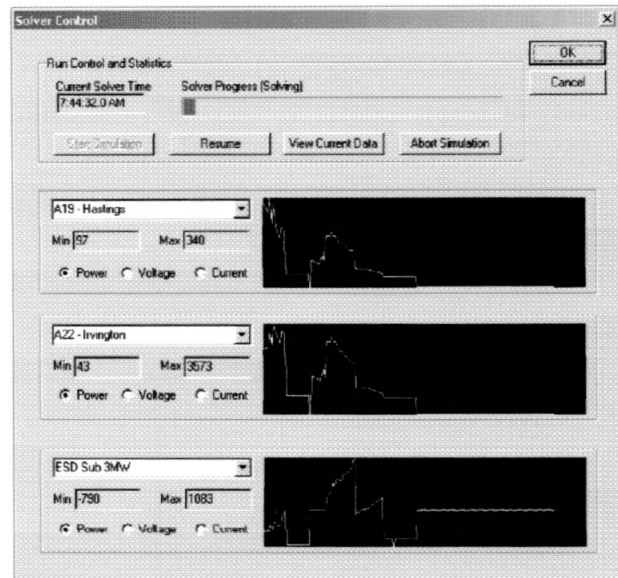 Solver Control
Run Control and Statistics
OK
Cancel
Current Solver Time
Solver Progress (Solving)
7:44:32.0 AM
Start Simulation
Resume
View Current Data
Abort Simulation
A19 - Hastings
Min 97 Max 340
Power Voltage Current
A22 - Irvington
Min 43 Max 3573
Power Voltage Current
ESD Sub 3MW
Min -790 Max 1083
Power Voltage Current